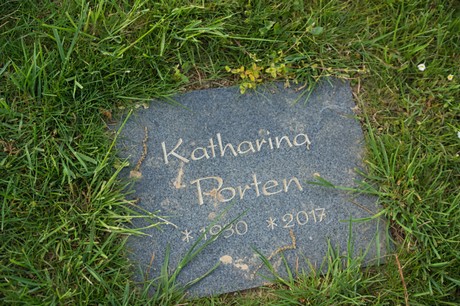 Katharina
Porten
*1930 *2017